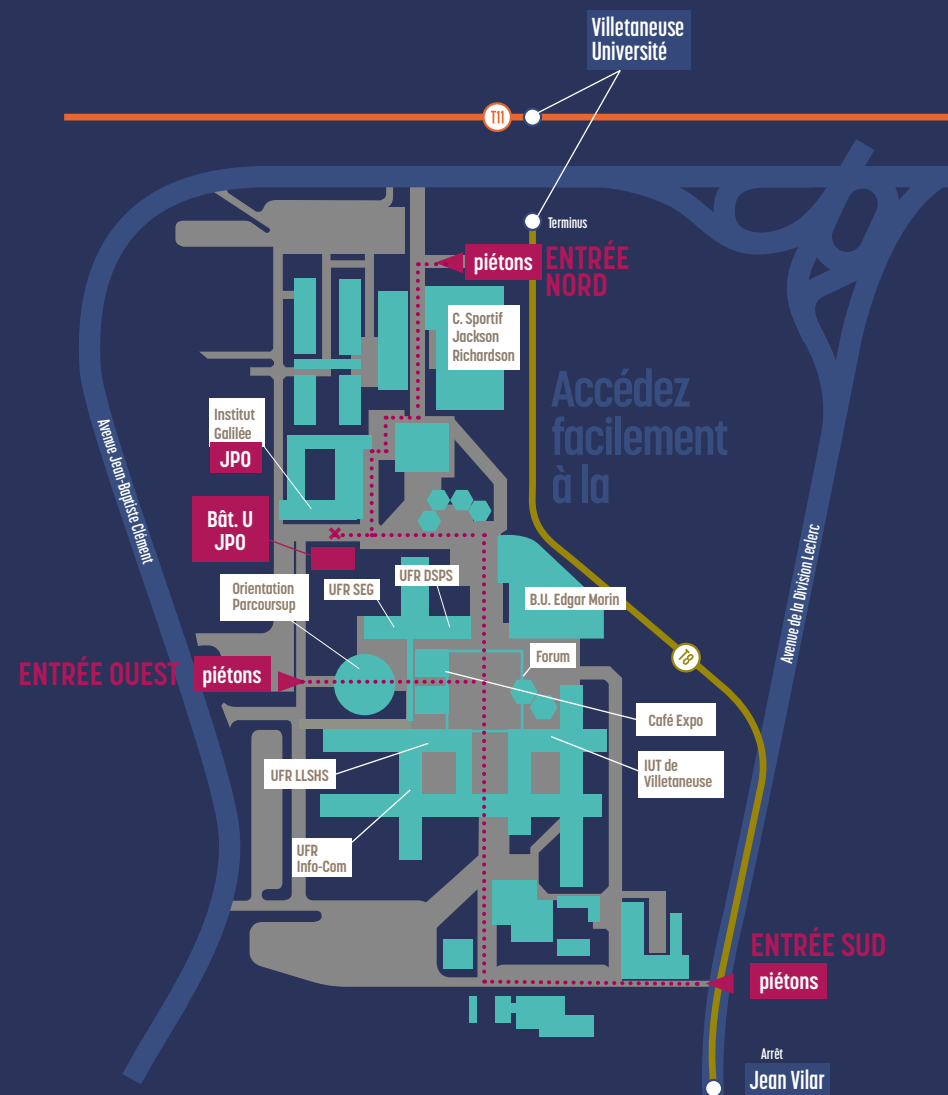 Villetaneuse
Université
T11
Terminus
piétons
ENTRÉE
NORD
C. Sportif
Jackson
Richardson
Accédez
facilement
à la
Institut
Galilée
JPO
Avenue Jean-Baptiste Clément
Bât. U
JPO
Avenue de la Division Leclerc
Orientation
Parcoursup
UFR SEG
UFR DSPS
B.U. Edgar Morin
Forum
T8
ENTRÉE OUEST
piétons
Café Expo
IUT de
Villetaneuse
UFR LLSHS
UFR
Info-Com
ENTRÉE SUD
piétons
Arrêt
Jean Vilar